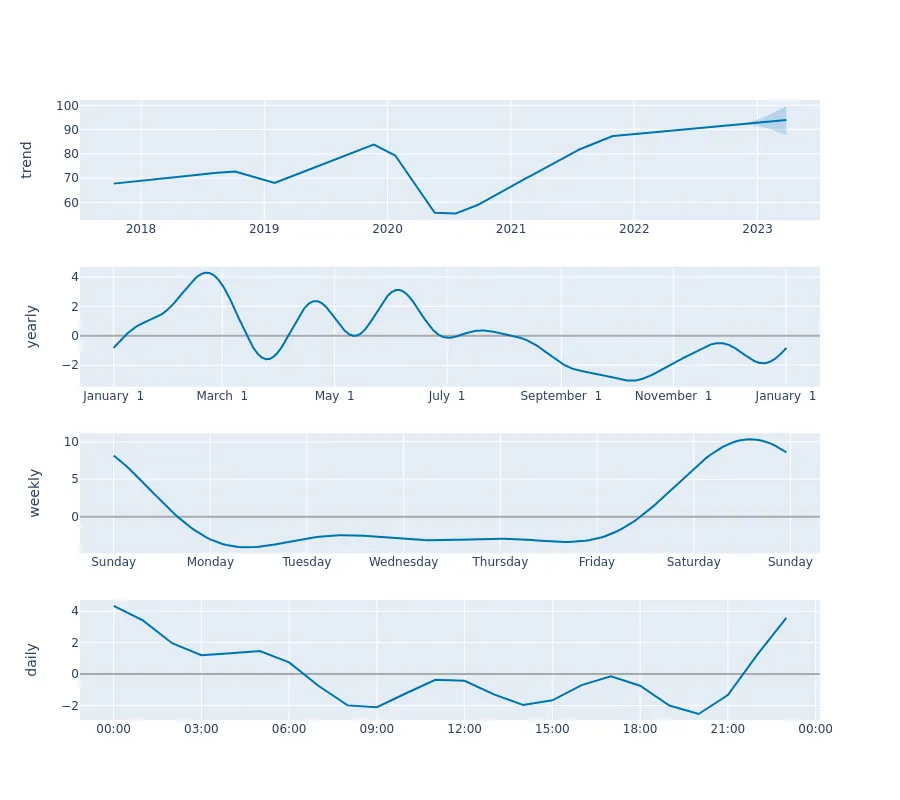 trend
100
90
80
70
60
2018 2019 2020 2021 2022 2023
yearly
4
2
0
−2
January 1 March 1 May 1 July 1 September 1 November 1 January 1
weekly
10
5
0
Sunday Monday Tuesday Wednesday Thursday Friday Saturday Sunday
daily
4
2
0
−2
00:00 03:00 06:00 09:00 12:00 15:00 18:00 21:00 00:00